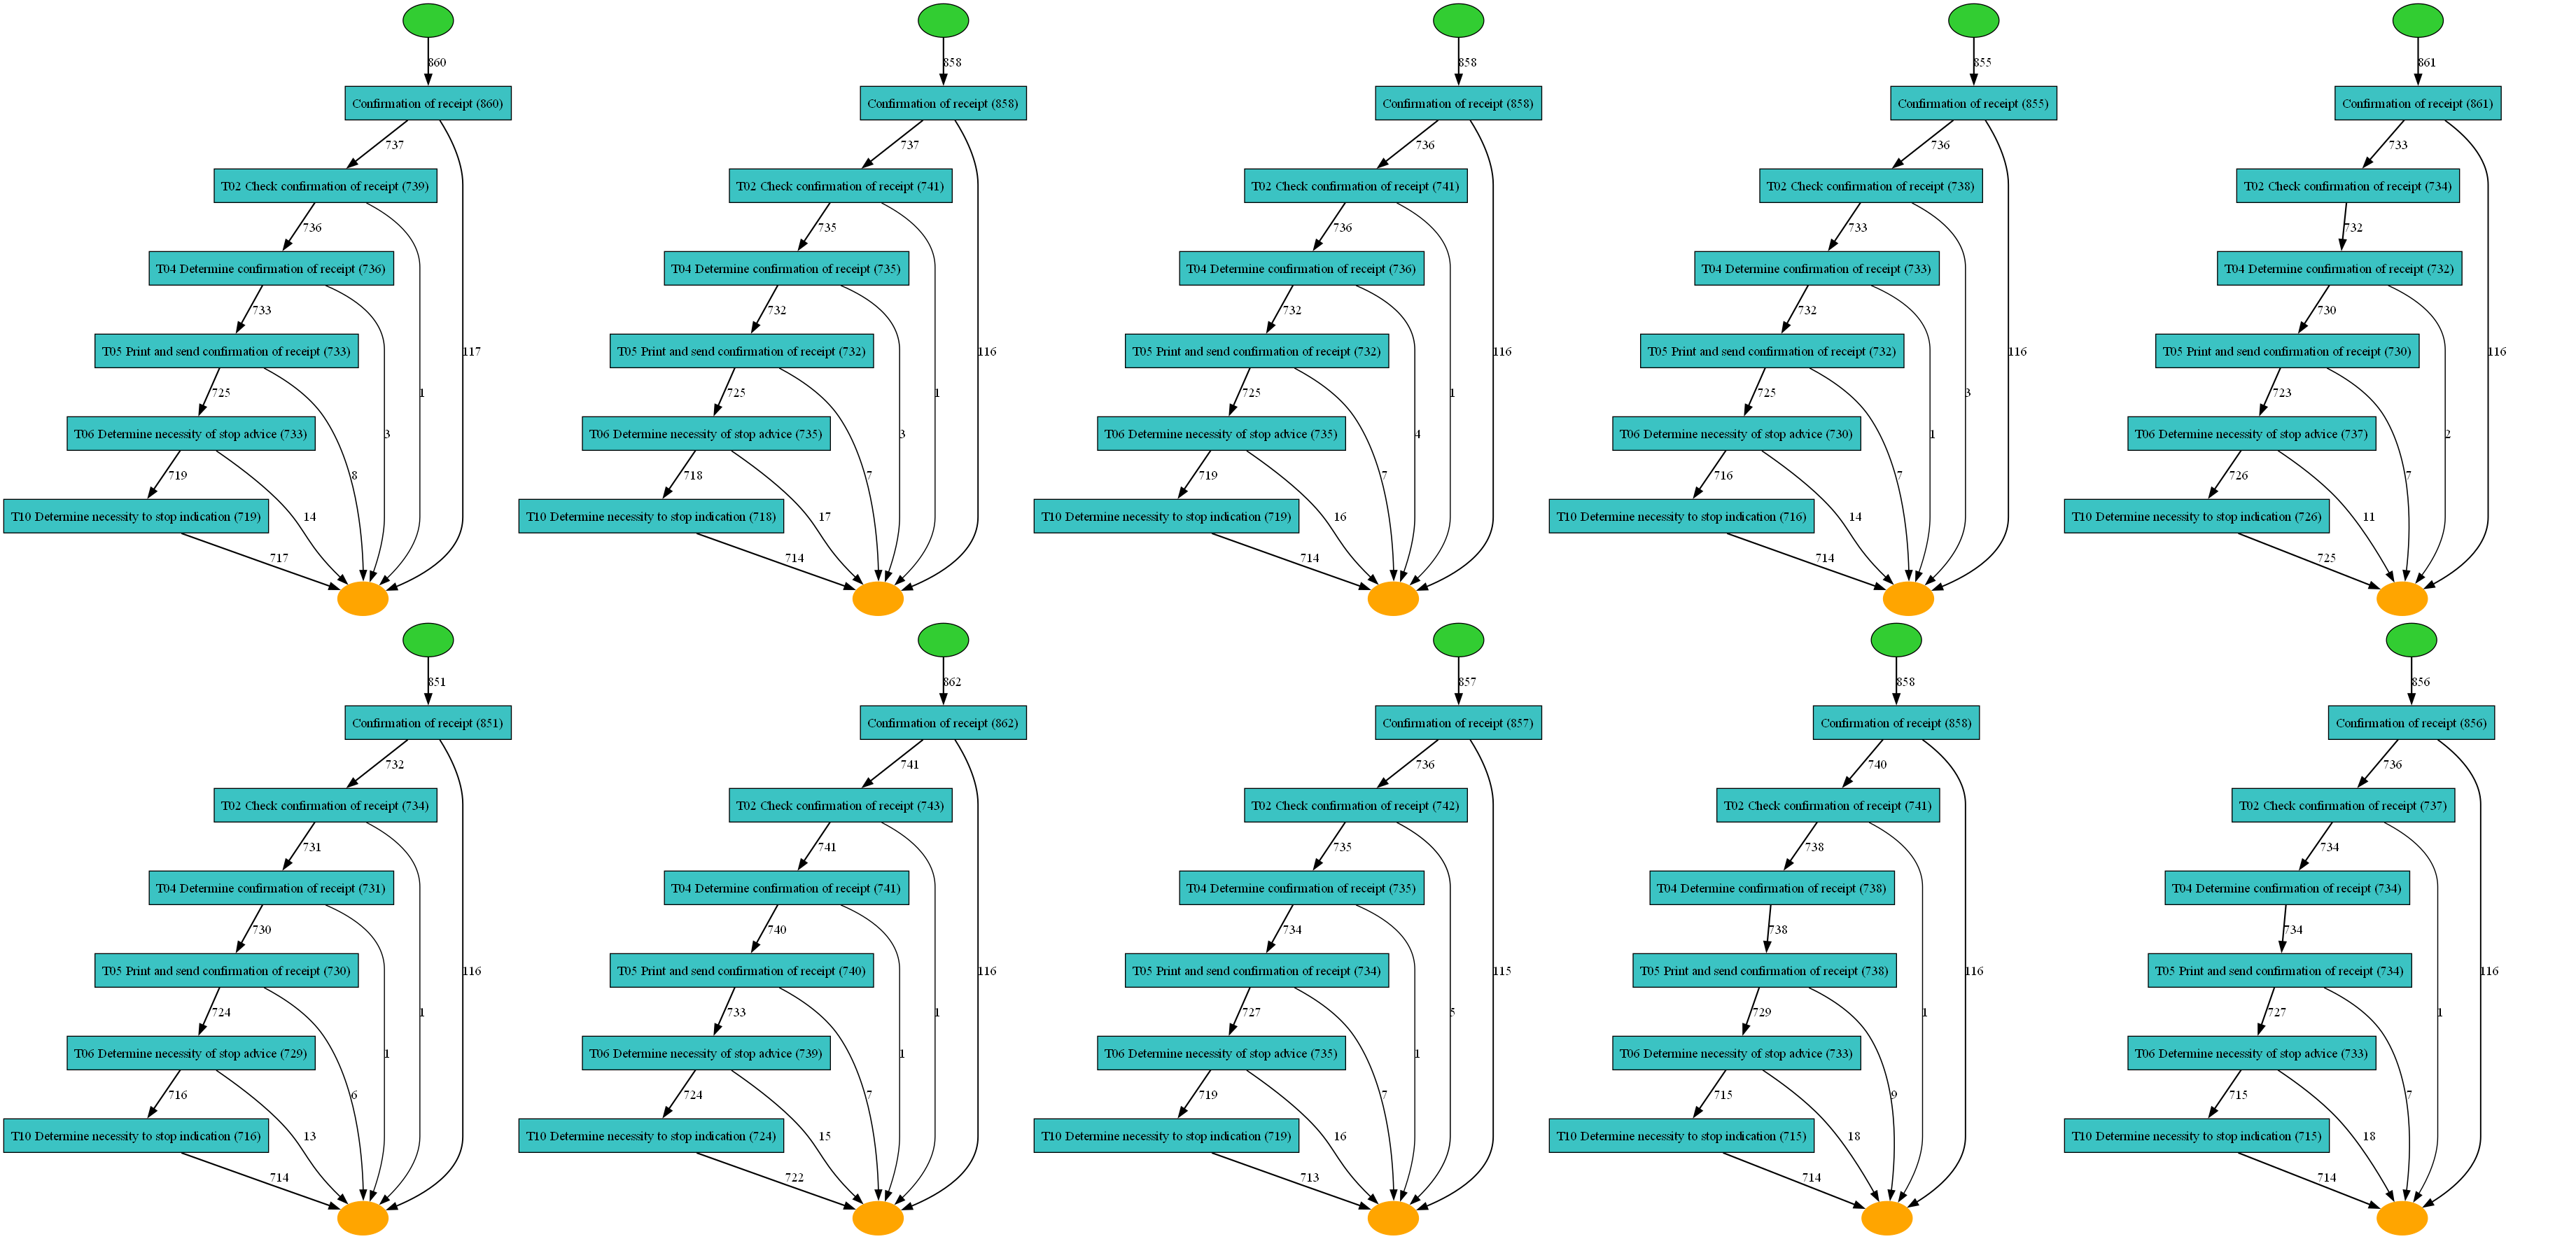 860
Confirmation of receipt (860)
737
T02 Check confirmation of receipt (739)
736
T04 Determine confirmation of receipt (736)
733
T05 Print and send confirmation of receipt (733)
117
1
725
T06 Determine necessity of stop advice (733)
3
719
8
T10 Determine necessity to stop indication (719)
14
717
858
Confirmation of receipt (858)
737
T02 Check confirmation of receipt (741)
735
T04 Determine confirmation of receipt (735)
732
T05 Print and send confirmation of receipt (732)
116
1
725
T06 Determine necessity of stop advice (735)
3
718
7
T10 Determine necessity to stop indication (718)
17
714
858
Confirmation of receipt (858)
736
T02 Check confirmation of receipt (741)
736
T04 Determine confirmation of receipt (736)
732
T05 Print and send confirmation of receipt (732)
116
1
725
T06 Determine necessity of stop advice (735)
4
719
7
T10 Determine necessity to stop indication (719)
16
714
855
Confirmation of receipt (855)
736
T02 Check confirmation of receipt (738)
733
T04 Determine confirmation of receipt (733)
732
T05 Print and send confirmation of receipt (732)
116
3
725
T06 Determine necessity of stop advice (730)
1
716
7
T10 Determine necessity to stop indication (716)
14
714
861
Confirmation of receipt (861)
733
T02 Check confirmation of receipt (734)
732
T04 Determine confirmation of receipt (732)
730
T05 Print and send confirmation of receipt (730)
116
723
T06 Determine necessity of stop advice (737)
2
726
7
T10 Determine necessity to stop indication (726)
11
725
851
Confirmation of receipt (851)
732
T02 Check confirmation of receipt (734)
731
T04 Determine confirmation of receipt (731)
730
T05 Print and send confirmation of receipt (730)
116
724
1
T06 Determine necessity of stop advice (729)
1
716
6
T10 Determine necessity to stop indication (716)
13
714
862
Confirmation of receipt (862)
741
T02 Check confirmation of receipt (743)
741
T04 Determine confirmation of receipt (741)
740
T05 Print and send confirmation of receipt (740)
116
733
1
T06 Determine necessity of stop advice (739)
1
724
7
T10 Determine necessity to stop indication (724)
15
722
857
Confirmation of receipt (857)
736
T02 Check confirmation of receipt (742)
735
T04 Determine confirmation of receipt (735)
734
T05 Print and send confirmation of receipt (734)
115
727
5
T06 Determine necessity of stop advice (735)
1
719
7
T10 Determine necessity to stop indication (719)
16
713
858
Confirmation of receipt (858)
740
T02 Check confirmation of receipt (741)
738
T04 Determine confirmation of receipt (738)
738
T05 Print and send confirmation of receipt (738)
116
729
1
T06 Determine necessity of stop advice (733)
715
9
T10 Determine necessity to stop indication (715)
18
714
856
Confirmation of receipt (856)
736
T02 Check confirmation of receipt (737)
734
T04 Determine confirmation of receipt (734)
734
T05 Print and send confirmation of receipt (734)
116
727
1
T06 Determine necessity of stop advice (733)
715
7
T10 Determine necessity to stop indication (715)
18
714